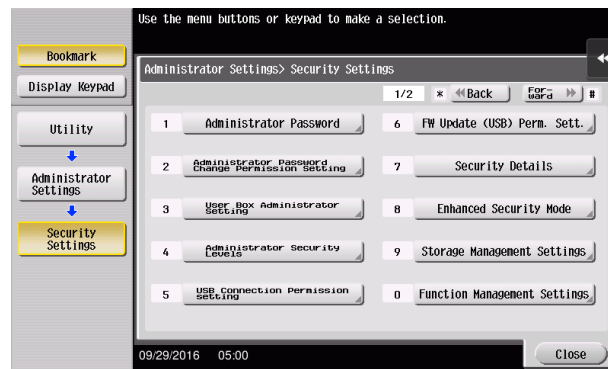 Use the menu buttons or keypad to make a selection.
Bookmark
Display Keypad
Utility
Administrator
Settings
Security
Settings
Administrator Settings> Security Settings
1/2 * Back For-
ward #
1 Administrator Password
2 Administrator Password
Change Permission Setting
3 User Box Administrator
Setting
4 Administrator Security
Levels
5 USB Connection Permission
setting
6 FW Update (USB) Perm. Sett.
7 Security Details
8 Enhanced Security Mode
9 Storage Management Settings
0 Function Management Settings
09/29/2016 05:00
Close